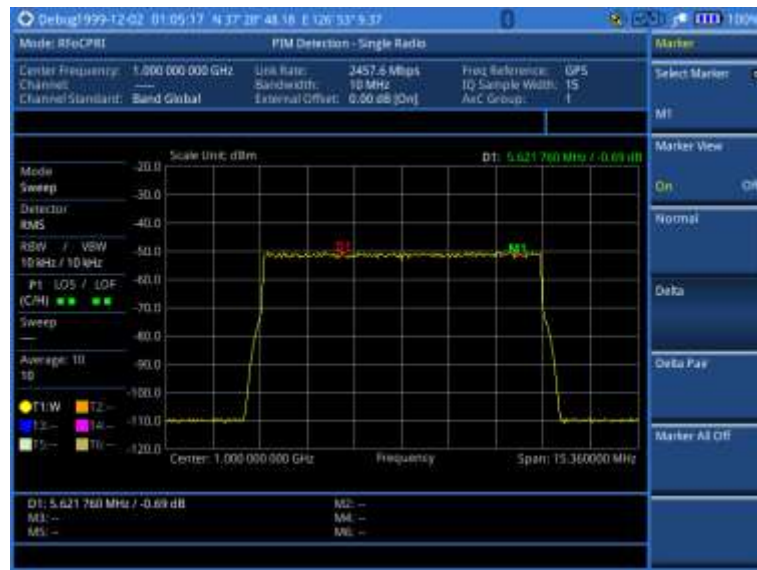 Debug1999-12-02 01:05:17 N 37° 20' 48.18 E 126° 53' 9.37 100%
Mode: RFoCPRI PIM Detection - Single Radio Marker
Center Frequency: 1.000 000 000 GHz Link Rate: 2457.6 Mbps Freq Reference: GPS
Channel: ---- Bandwidth: 10 MHz IQ Sample Width: 15
Channel Standard: Band Global External Offset: 0.00 dB [On] AxC Group: 1
Select Marker
M1
Marker View
On Off
Normal
Delta
Delta Pair
Marker All Off
Scale Unit: dBm D1: 5.621 760 MHz / -0.69 dB
Mode
Sweep
Detector
RMS
RBW / VBW
10 kHz / 10 kHz
P1 LOS / LOF
(C/H)
Sweep
---
Average: 10
10
T1:W T2:--
T3:-- T4:--
T5:-- T6:--
-20.0
-30.0
-40.0
-50.0
-60.0
-70.0
-80.0
-90.0
-100.0
-110.0
-120.0
D1 M1
Center: 1.000 000 000 GHz Frequency Span: 15.360000 MHz
D1: 5.621 760 MHz / -0.69 dB M2: --
M3: -- M4: --
M5: -- M6: --